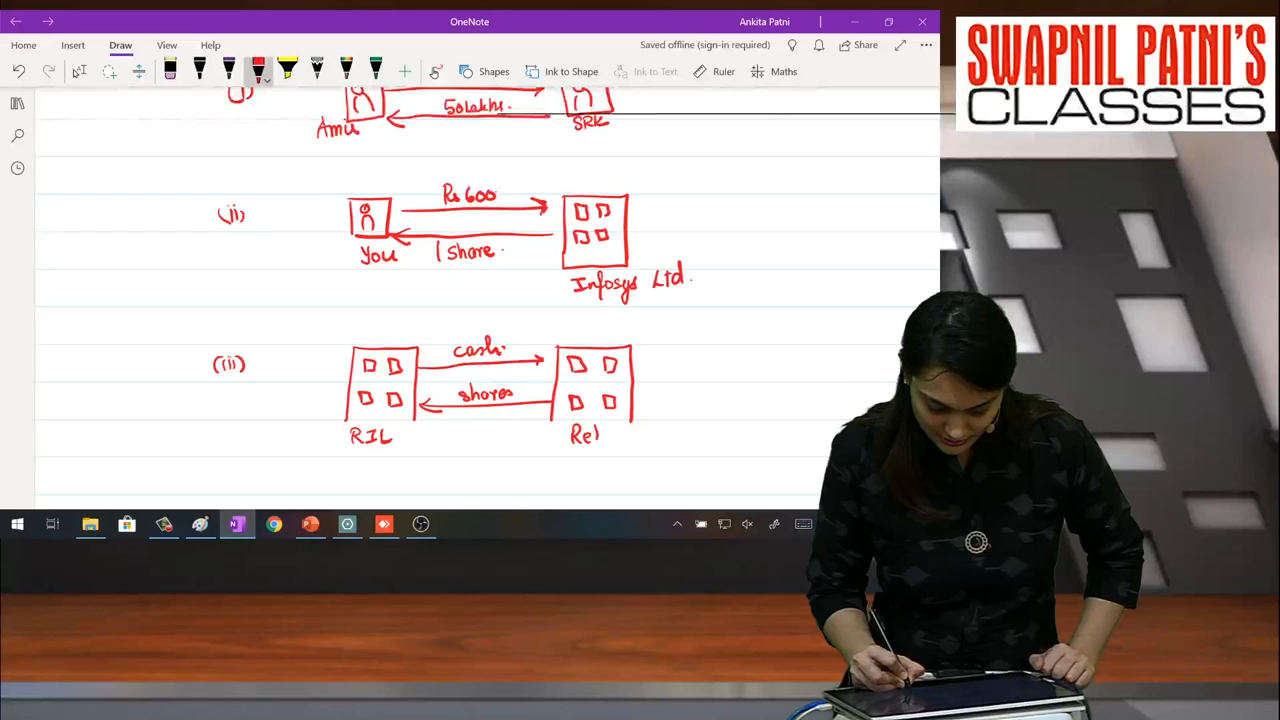 OneNote
Ankita Patni
Home Insert Draw View Help
Saved offline (sign-in required)
Share
Shapes
Ink to Shape
Ink to Text
Ruler
Maths
SWAPNIL PATNI'S
CLASSES
50 lakhs.
SRK
Rs 600
(ii)
You
1 Share.
Infosys Ltd.
cash.
(iii)
shares
RIL
Rel